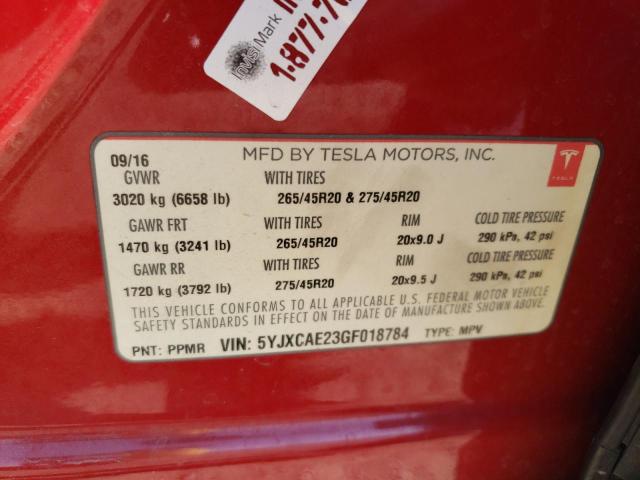 InvisiMark
1-877-7
09/16 MFD BY TESLA MOTORS, INC.
GVWR WITH TIRES
3020 kg (6658 lb) 265/45R20 & 275/45R20
GAWR FRT WITH TIRES RIM COLD TIRE PRESSURE
1470 kg (3241 lb) 265/45R20 20x9.0 J 290 kPa, 42 psi
GAWR RR WITH TIRES RIM COLD TIRE PRESSURE
1720 kg (3792 lb) 275/45R20 20x9.5 J 290 kPa, 42 psi
THIS VEHICLE CONFORMS TO ALL APPLICABLE U.S. FEDERAL MOTOR VEHICLE
SAFETY STANDARDS IN EFFECT ON THE DATE OF MANUFACTURE SHOWN ABOVE.
PNT: PPMR VIN: 5YJXCAE23GF018784 TYPE: MPV
TESLA